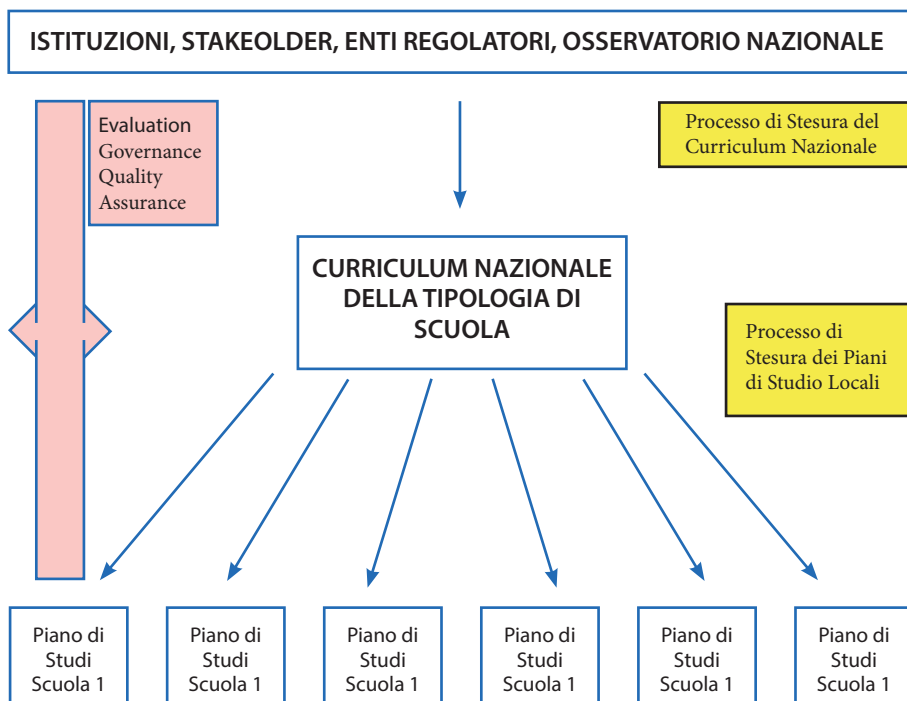 ISTITUZIONI, STAKEOLDER, ENTI REGOLATORI, OSSERVATORIO NAZIONALE
Evaluation
Governance
Quality
Assurance
Processo di Stesura del
Curriculum Nazionale
CURRICULUM NAZIONALE
DELLA TIPOLOGIA DI
SCUOLA
Processo di
Stesura dei Piani
di Studio Locali
Piano di
Studi
Scuola 1
Piano di
Studi
Scuola 1
Piano di
Studi
Scuola 1
Piano di
Studi
Scuola 1
Piano di
Studi
Scuola 1
Piano di
Studi
Scuola 1